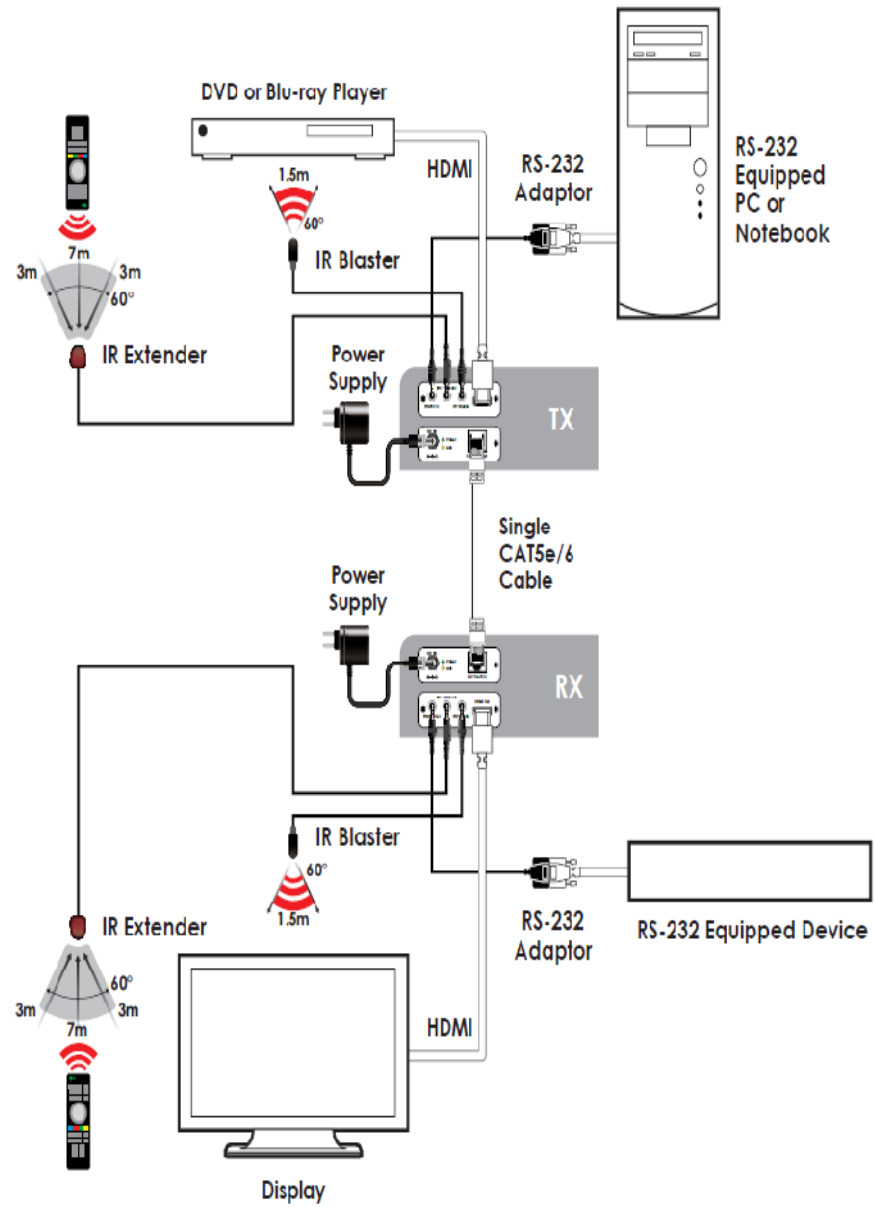 DVD or Blu-ray Player
1.5m
60°
IR Blaster
HDMI
RS-232
Adaptor
RS-232
Equipped
PC or
Notebook
7m
3m
3m
60°
IR Extender
Power
Supply
TX
Single
CAT5e/6
Cable
Power
Supply
RX
IR Blaster
60°
1.5m
IR Extender
60°
3m
3m
7m
HDMI
RS-232
Adaptor
RS-232 Equipped Device
Display